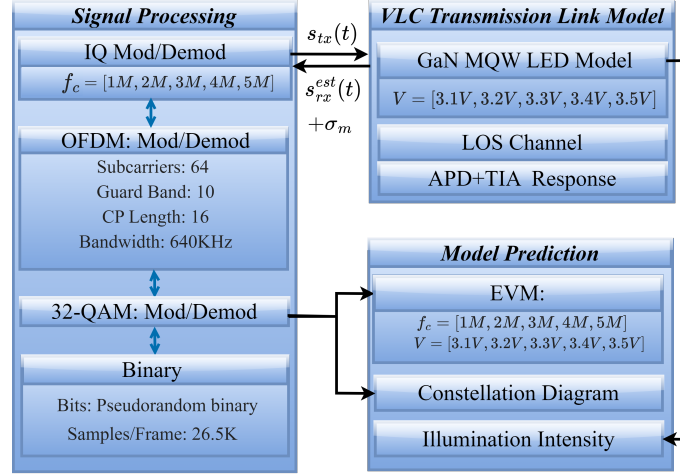 Signal Processing
IQ Mod/Demod
f_c = [1M, 2M, 3M, 4M, 5M]
OFDM: Mod/Demod
Subcarriers: 64
Guard Band: 10
CP Length: 16
Bandwidth: 640KHz
32-QAM: Mod/Demod
Binary
Bits: Pseudorandom binary
Samples/Frame: 26.5K
s_{tx}(t)
s_{rx}^{est}(t)
+σ_m
VLC Transmission Link Model
GaN MQW LED Model
V = [3.1V, 3.2V, 3.3V, 3.4V, 3.5V]
LOS Channel
APD+TIA Response
Model Prediction
EVM:
f_c = [1M, 2M, 3M, 4M, 5M]
V = [3.1V, 3.2V, 3.3V, 3.4V, 3.5V]
Constellation Diagram
Illumination Intensity